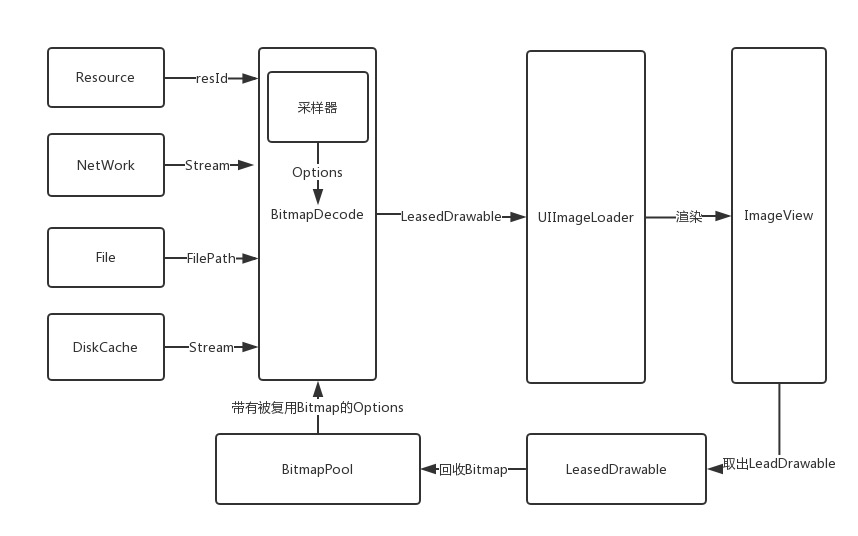 Resource
resId
采样器
NetWork
Stream
Options
BitmapDecode
LeasedDrawable
UIImageLoader
渲染
ImageView
File
FilePath
DiskCache
Stream
带有被复用Bitmap的Options
BitmapPool
回收Bitmap
LeasedDrawable
取出LeadDrawable